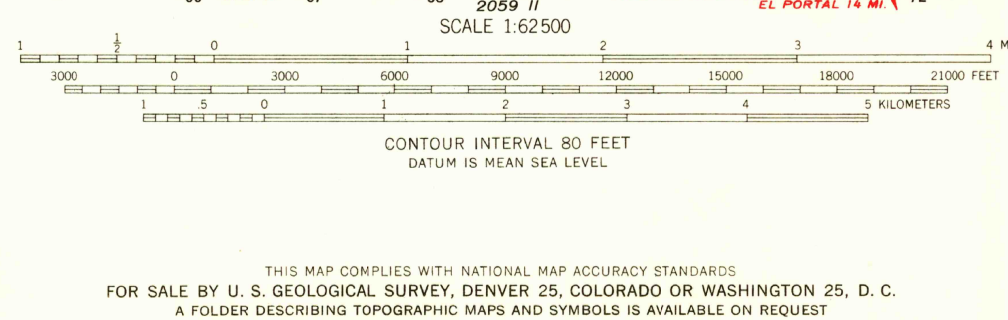 2059 II
EL PORTAL 14 MI.
SCALE 1:62500
1 ½ 0 1 2 3 4
3000 0 3000 6000 9000 12000 15000 18000 21000 FEET
1 .5 0 1 2 3 4 5 KILOMETERS
CONTOUR INTERVAL 80 FEET
DATUM IS MEAN SEA LEVEL
THIS MAP COMPLIES WITH NATIONAL MAP ACCURACY STANDARDS
FOR SALE BY U. S. GEOLOGICAL SURVEY, DENVER 25, COLORADO OR WASHINGTON 25, D. C.
A FOLDER DESCRIBING TOPOGRAPHIC MAPS AND SYMBOLS IS AVAILABLE ON REQUEST